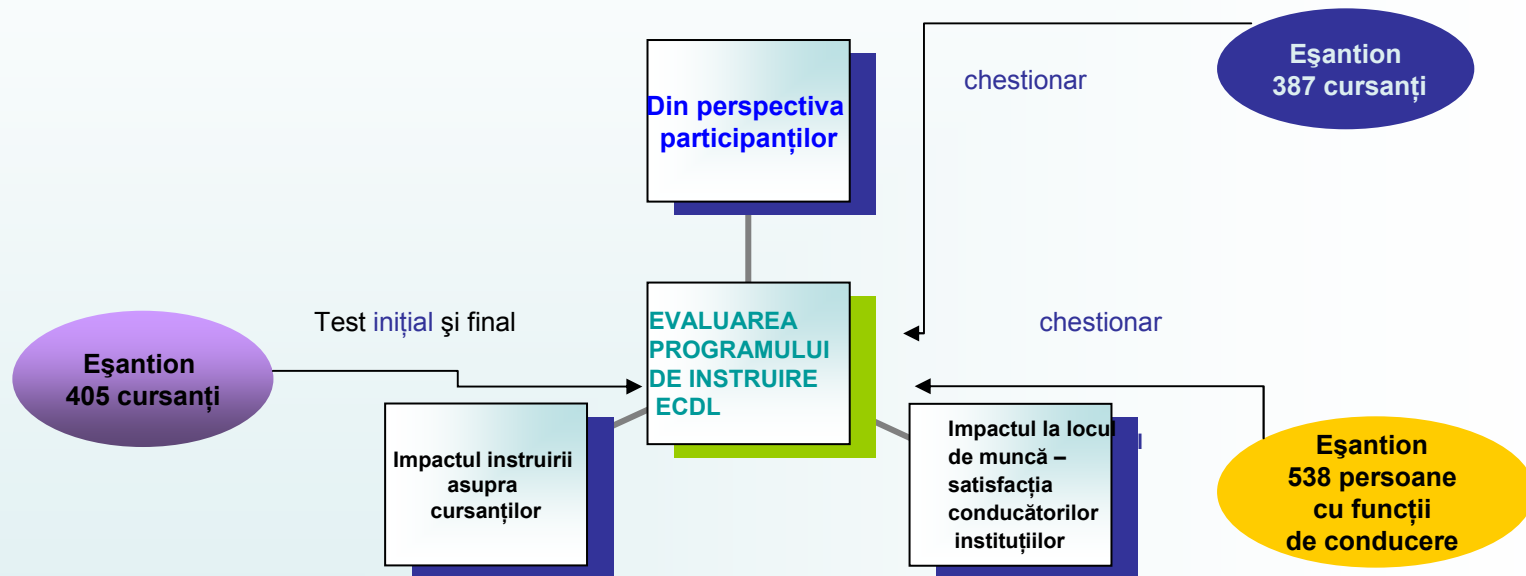 Eşantion
387 cursanți
chestionar
Din perspectiva
participanților
Test inițial şi final
chestionar
EVALUAREA
PROGRAMULUI
DE INSTRUIRE
ECDL
Eşantion
405 cursanți
Impactul instruirii
asupra
cursanților
Impactul la locul
de muncă –
satisfacția
conducătorilor
instituțiilor
Eşantion
538 persoane
cu funcții
de conducere